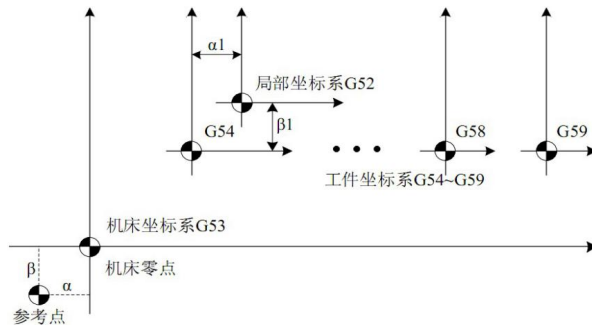 α1
局部坐标系G52
G54
β1
G58
G59
工件坐标系G54~G59
机床坐标系G53
机床零点
β
α
参考点